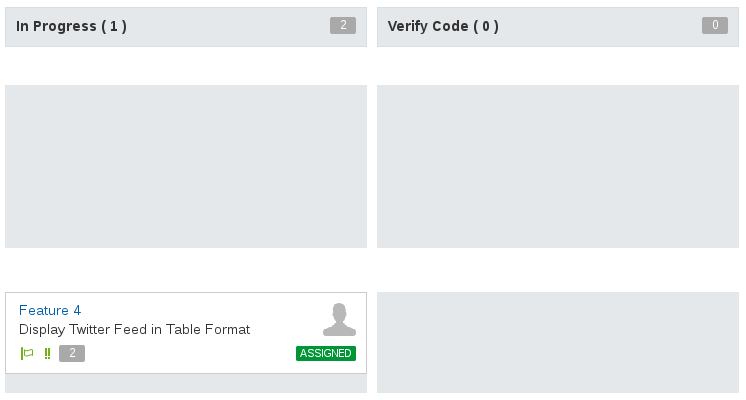 In Progress ( 1 ) 2
Verify Code ( 0 ) 0
Feature 4
Display Twitter Feed in Table Format
2 ASSIGNED